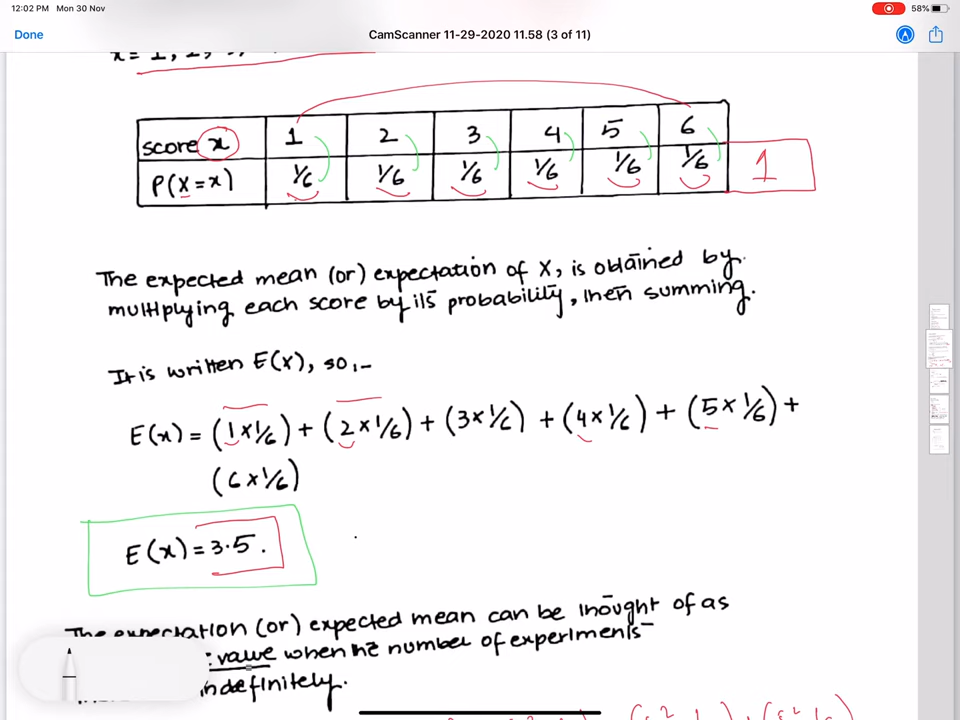 12:02 PM Mon 30 Nov
58%
Done
CamScanner 11-29-2020 11.58 (3 of 11)
x = 1, 2,
score x 1 2 3 4 5 6
P(X = x) 1/6 1/6 1/6 1/6 1/6 1/6 1
The expected mean (or) expectation of X, is obtained by
multiplying each score by its probability, then summing.
It is written E(x), so,-
E(x) = (1 x 1/6) + (2 x 1/6) + (3 x 1/6) + (4 x 1/6) + (5 x 1/6) +
(6 x 1/6)
E(x) = 3.5.
The expectation (or) expected mean can be thought of as
value when the number of experiments
indefinitely.